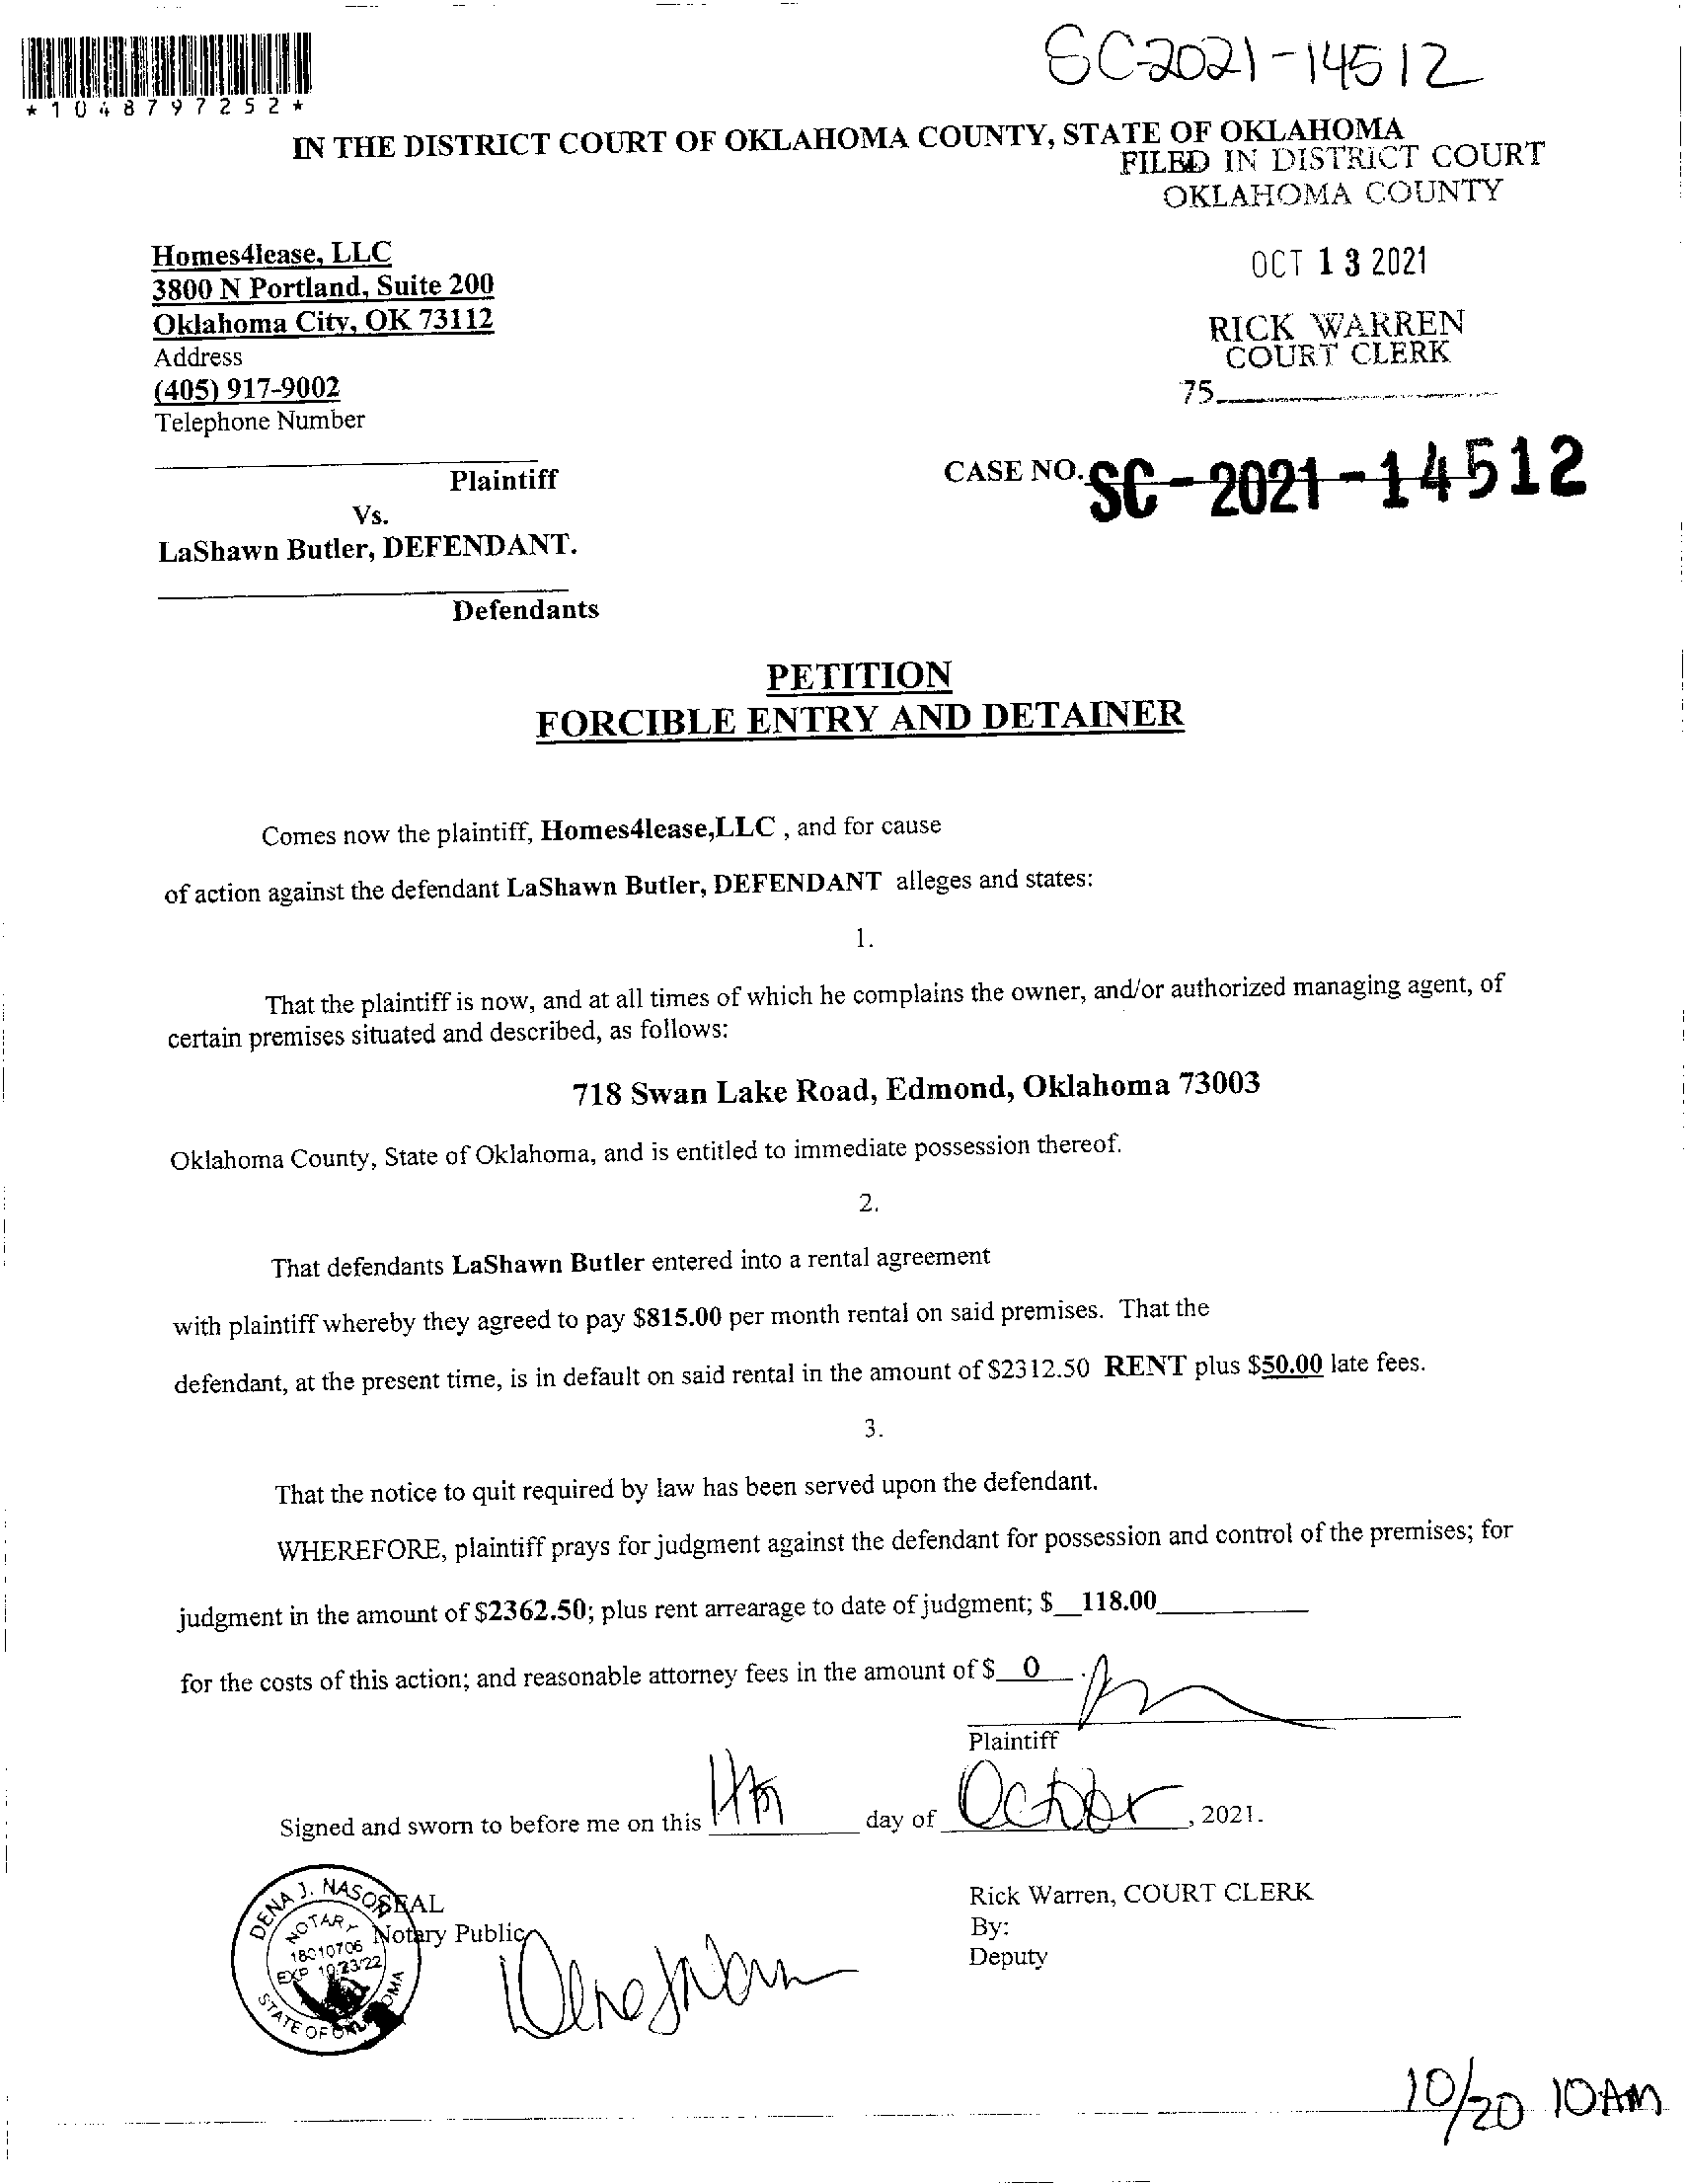 SC-2021-14512
*1048797252*
IN THE DISTRICT COURT OF OKLAHOMA COUNTY, STATE OF OKLAHOMA
FILED IN DISTRICT COURT
OKLAHOMA COUNTY
Homes4lease, LLC
3800 N Portland, Suite 200
Oklahoma City, OK 73112
Address
(405) 917-9002
Telephone Number
OCT 13 2021
RICK WARREN
COURT CLERK
75
Plaintiff
CASE NO. SC-2021-14512
Vs.
LaShawn Butler, DEFENDANT.
Defendants
PETITION
FORCIBLE ENTRY AND DETAINER
Comes now the plaintiff, Homes4lease,LLC , and for cause
of action against the defendant LaShawn Butler, DEFENDANT alleges and states:
1.
That the plaintiff is now, and at all times of which he complains the owner, and/or authorized managing agent, of
certain premises situated and described, as follows:
718 Swan Lake Road, Edmond, Oklahoma 73003
Oklahoma County, State of Oklahoma, and is entitled to immediate possession thereof.
2.
That defendants LaShawn Butler entered into a rental agreement
with plaintiff whereby they agreed to pay $815.00 per month rental on said premises. That the
defendant, at the present time, is in default on said rental in the amount of $2312.50 RENT plus $50.00 late fees.
3.
That the notice to quit required by law has been served upon the defendant.
WHEREFORE, plaintiff prays for judgment against the defendant for possession and control of the premises; for
judgment in the amount of $2362.50; plus rent arrearage to date of judgment; $__118.00__________
for the costs of this action; and reasonable attorney fees in the amount of $__0__.
Plaintiff
Signed and sworn to before me on this day of October, 2021.
SEAL
Notary Public
DENA J. NASON
NOTARY
18010706
EXP 10/23/22
STATE OF OKLAHOMA
Rick Warren, COURT CLERK
By:
Deputy
10/20 10AM